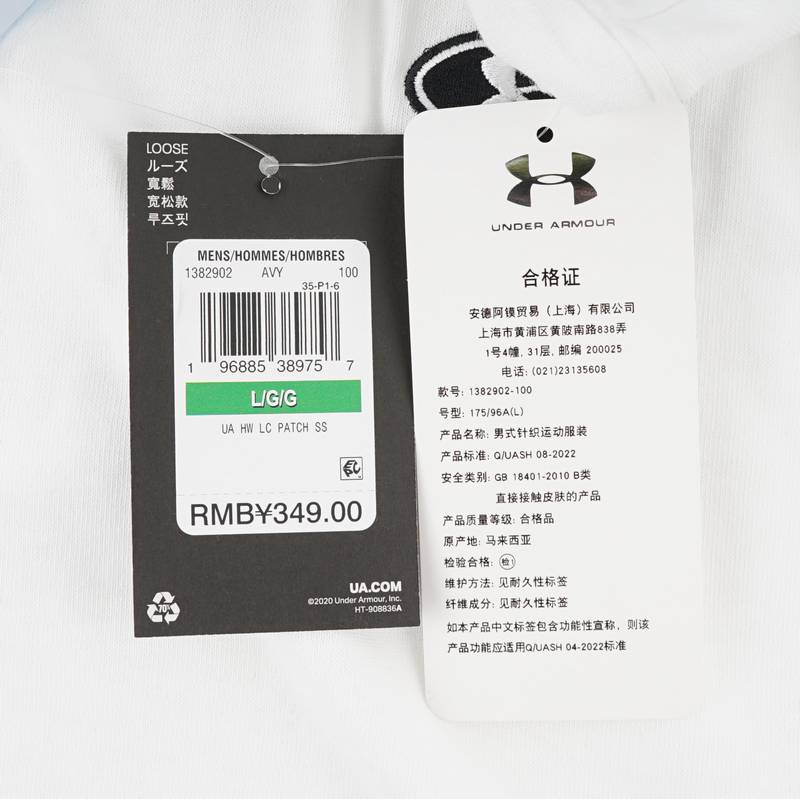 LOOSE
ルーズ
寬鬆
宽松款
루즈핏
MENS/HOMMES/HOMBRES
1382902 AVY 100
35-P1-6
1 96885 38975 7
L/G/G
UA HW LC PATCH SS
RMB¥349.00
70%
UA.COM
©2020 Under Armour, Inc.
HT-908836A
UNDER ARMOUR
合格证
安德阿镆贸易（上海）有限公司
上海市黄浦区黄陂南路838弄
1号4幢, 31层, 邮编 200025
电话: (021)23135608
款号: 1382902-100
号型: 175/96A(L)
产品名称: 男式针织运动服装
产品标准: Q/UASH 08-2022
安全类别: GB 18401-2010 B类
直接接触皮肤的产品
产品质量等级: 合格品
原产地: 马来西亚
检验合格: 检1
维护方法: 见耐久性标签
纤维成分: 见耐久性标签
如本产品中文标签包含功能性宣称，则该
产品功能应适用Q/UASH 04-2022标准